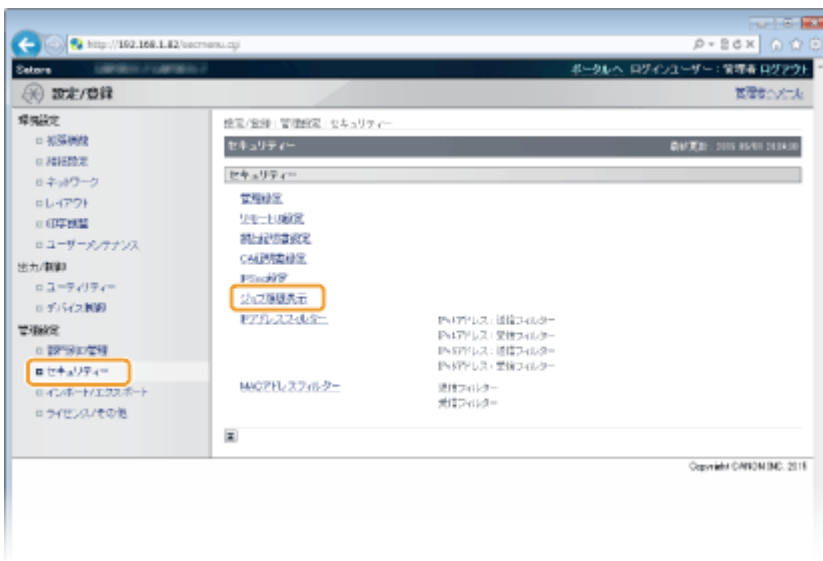 http://192.168.1.82/secmenu.cgi
Satera
ポータルへ ログインユーザー：管理者 ログアウト
設定/登録
管理者へメール
環境設定
拡張機能
接続設定
ネットワーク
レイアウト
印字調整
ユーザーメンテナンス
出力/制御
ユーティリティー
デバイス制御
管理設定
部門別ID管理
セキュリティー
インポート/エクスポート
ライセンス/その他
設定/登録：管理設定：セキュリティー
セキュリティー
最終更新：
セキュリティー
管理設定
リモートUI設定
鍵と証明書設定
CA証明書設定
IPSec設定
ジョブ履歴表示
IPアドレスフィルター
IPv4アドレス：送信フィルター
IPv4アドレス：受信フィルター
IPv6アドレス：送信フィルター
IPv6アドレス：受信フィルター
MACアドレスフィルター
送信フィルター
受信フィルター
Copyright CANON INC. 2015